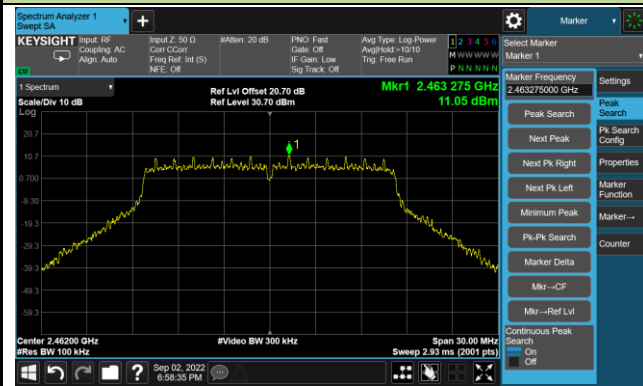 Spectrum Analyzer 1
Swept SA
+
Marker
KEYSIGHT
Input: RF
Coupling: AC
Align: Auto
Input Z: 50 Ω
Corr CCorr
Freq Ref: Int (S)
NFE: Off
#Atten: 20 dB
PNO: Fast
Gate: Off
IF Gain: Low
Sig Track: Off
Avg Type: Log-Power
Avg|Hold:>10/10
Trig: Free Run
1 2 3 4 5 6
M W W W W W
P N N N N N
LXI
Select Marker
Marker 1
1 Spectrum
Scale/Div 10 dB
Log
Ref Lvl Offset 20.70 dB
Ref Level 30.70 dBm
Mkr1 2.463 275 GHz
11.05 dBm
1
20.7
10.7
0.700
-9.30
-19.3
-29.3
-39.3
-49.3
-59.3
Center 2.46200 GHz
#Res BW 100 kHz
#Video BW 300 kHz
Span 30.00 MHz
Sweep 2.93 ms (2001 pts)
Marker Frequency
2.463275000 GHz
Peak Search
Next Peak
Next Pk Right
Next Pk Left
Minimum Peak
Pk-Pk Search
Marker Delta
Mkr→CF
Mkr→Ref Lvl
Continuous Peak
Search
On
Off
Settings
Peak
Search
Pk Search
Config
Properties
Marker
Function
Marker→
Counter
?
Sep 02, 2022
6:58:35 PM